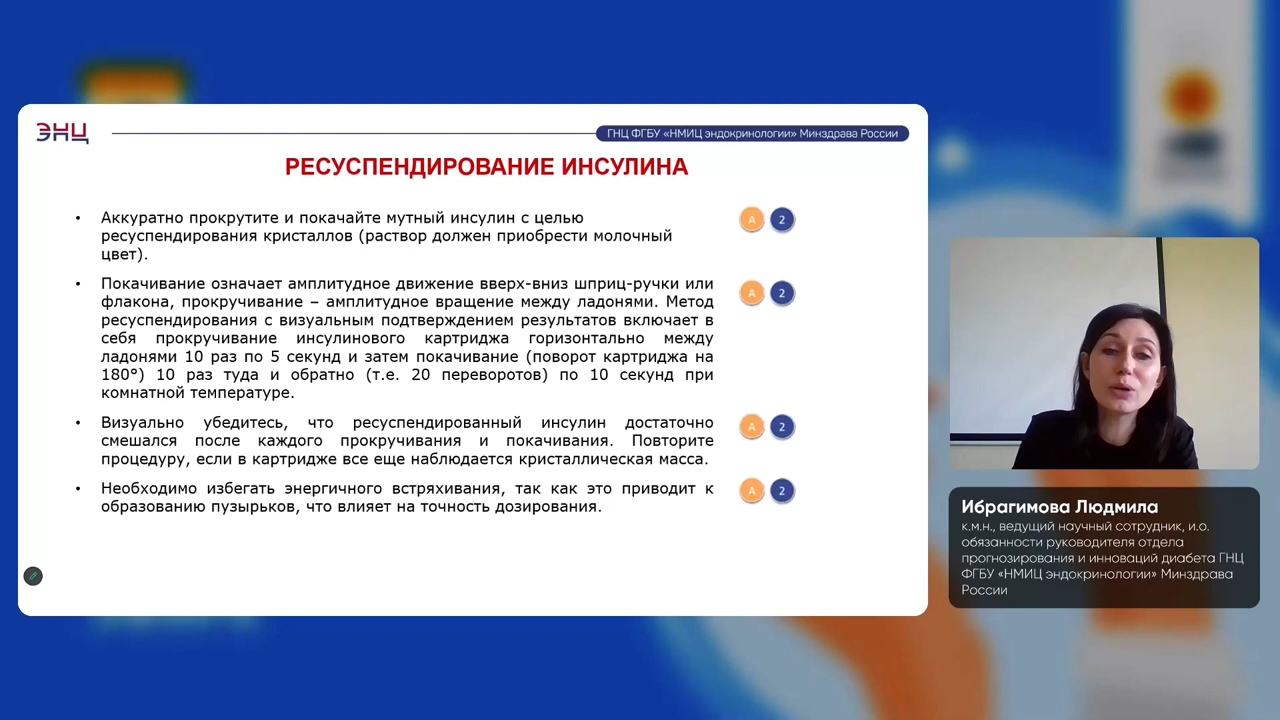 ЭНЦ
ГНЦ ФГБУ «НМИЦ эндокринологии» Минздрава России
РЕСУСПЕНДИРОВАНИЕ ИНСУЛИНА
• Аккуратно прокрутите и покачайте мутный инсулин с целью
ресуспендирования кристаллов (раствор должен приобрести молочный
цвет).
A 2
• Покачивание означает амплитудное движение вверх-вниз шприц-ручки или
флакона, прокручивание – амплитудное вращение между ладонями. Метод
ресуспендирования с визуальным подтверждением результатов включает в
себя прокручивание инсулинового картриджа горизонтально между
ладонями 10 раз по 5 секунд и затем покачивание (поворот картриджа на
180°) 10 раз туда и обратно (т.е. 20 переворотов) по 10 секунд при
комнатной температуре.
A 2
• Визуально убедитесь, что ресуспендированный инсулин достаточно
смешался после каждого прокручивания и покачивания. Повторите
процедуру, если в картридже все еще наблюдается кристаллическая масса.
A 2
• Необходимо избегать энергичного встряхивания, так как это приводит к
образованию пузырьков, что влияет на точность дозирования.
A 2
Ибрагимова Людмила
к.м.н., ведущий научный сотрудник, и.о.
обязанности руководителя отдела
прогнозирования и инноваций диабета ГНЦ
ФГБУ «НМИЦ эндокринологии» Минздрава
России